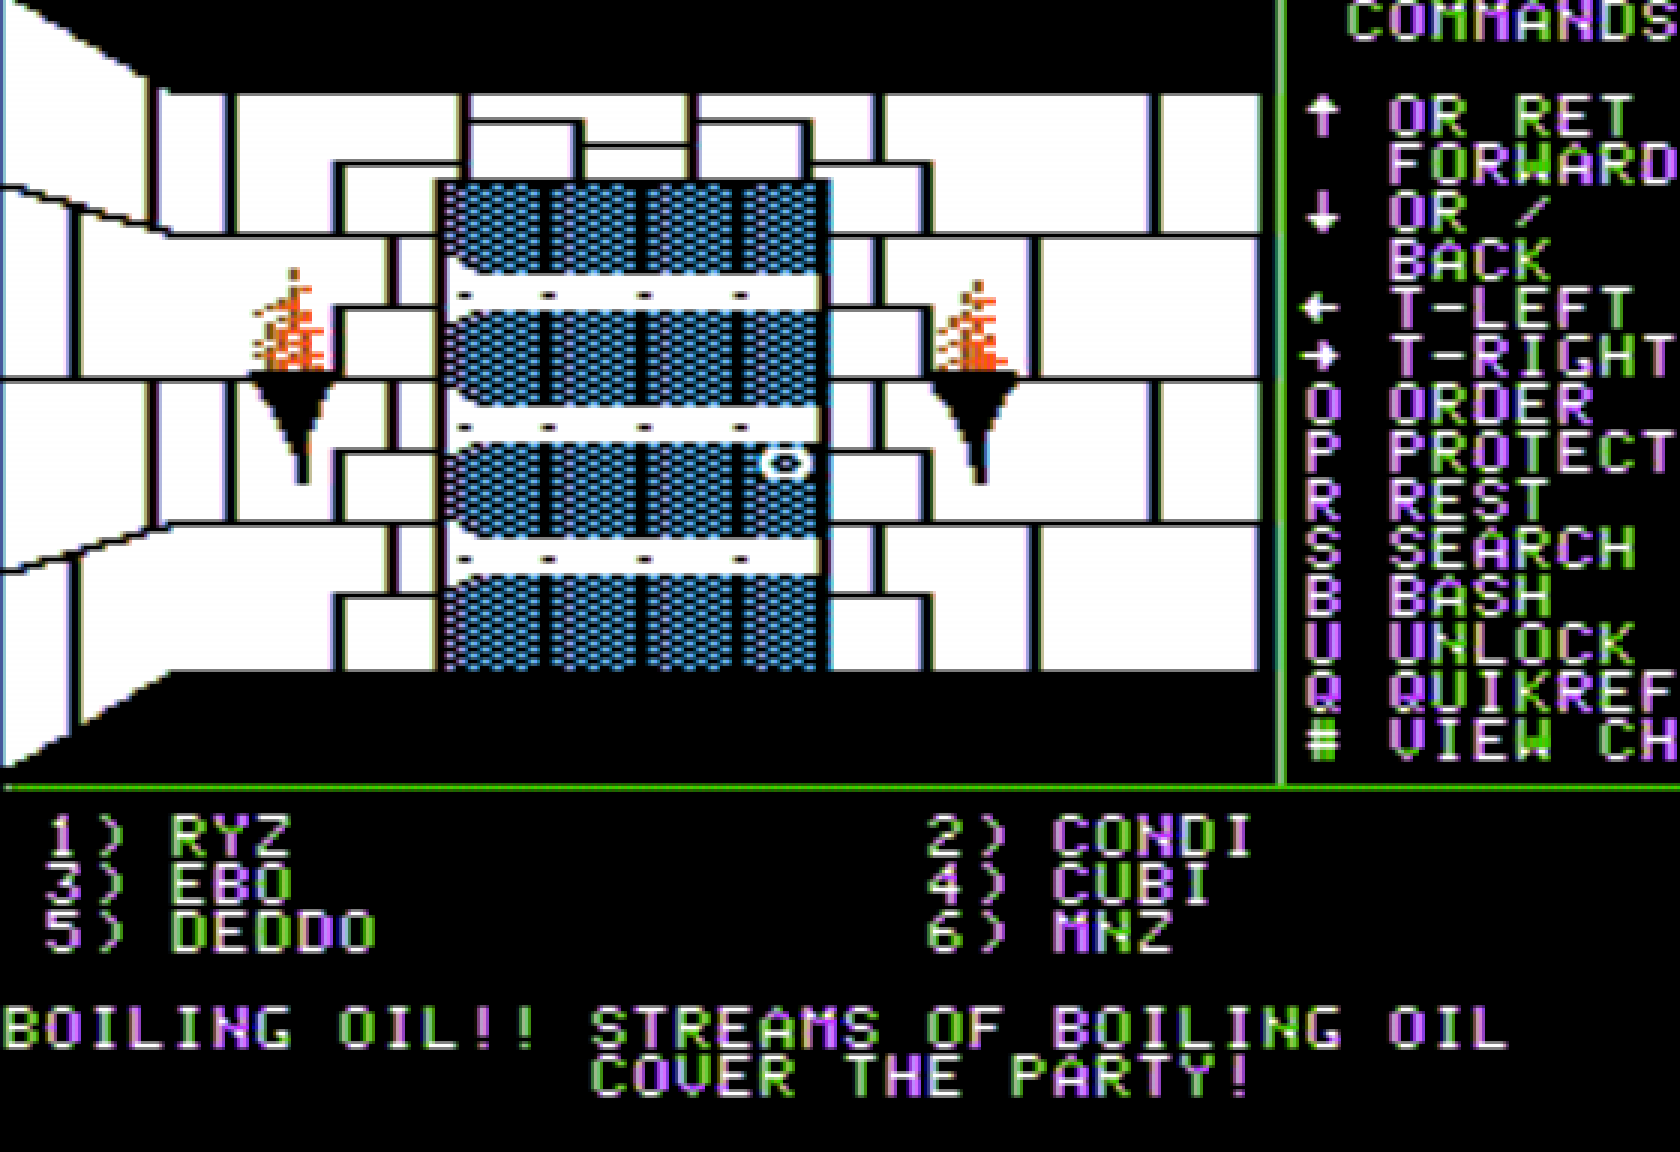 COMMANDS
↑ OR RET
FORWARD
↓ OR /
BACK
← T-LEFT
→ T-RIGHT
O ORDER
P PROTECT
R REST
S SEARCH
B BASH
U UNLOCK
Q QUIKREF
# VIEW CH
1) RYZ 2) CONDI
3) EBO 4) CUBI
5) DEDDO 6) MNZ
BOILING OIL!! STREAMS OF BOILING OIL
COVER THE PARTY!